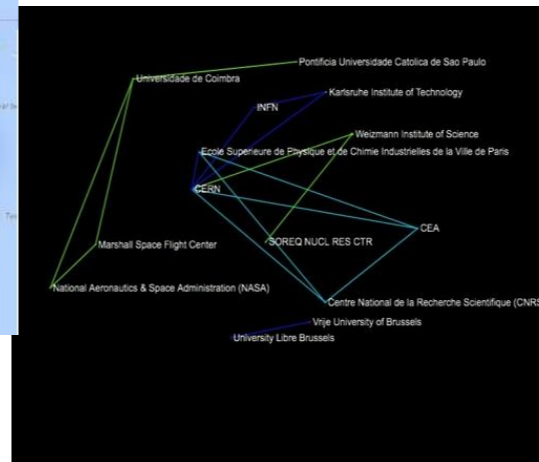 Pontificia Universidade Catolica de Sao Paulo
Universidade de Coimbra
Karlsruhe Institute of Technology
INFN
Weizmann Institute of Science
Ecole Superieure de Physique et de Chimie Industrielles de la Ville de Paris
CERN
CEA
Marshall Space Flight Center
SOREQ NUCL RES CTR
National Aeronautics & Space Administration (NASA)
Centre National de la Recherche Scientifique (CNRS
Vrije University of Brussels
University Libre Brussels